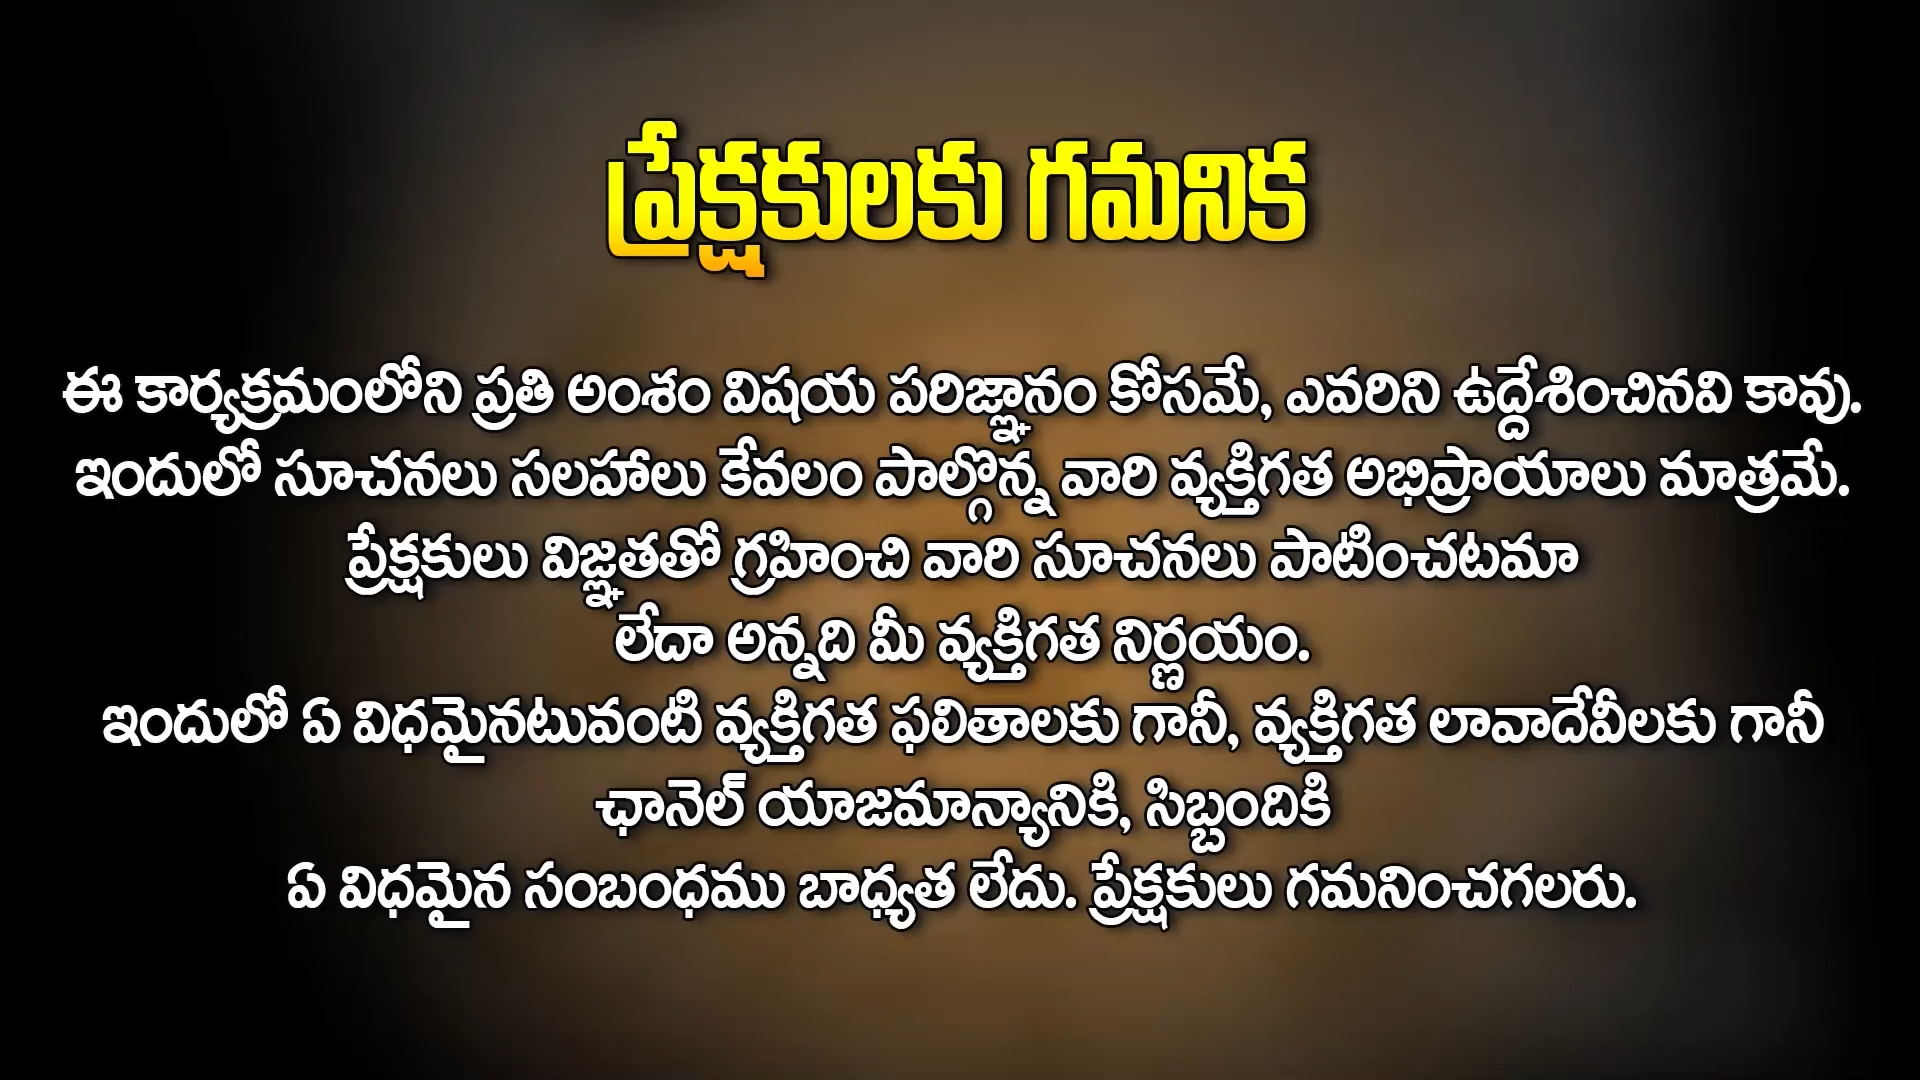 ప్రేక్షకులకు గమనిక
ఈ కార్యక్రమంలోని ప్రతి అంశం విషయ పరిజ్ఞానం కోసమే, ఎవరిని ఉద్దేశించినవి కావు.
ఇందులో సూచనలు సలహాలు కేవలం పాల్గొన్న వారి వ్యక్తిగత అభిప్రాయాలు మాత్రమే.
ప్రేక్షకులు విజ్ఞతతో గ్రహించి వారి సూచనలు పాటించటమా
లేదా అన్నది మీ వ్యక్తిగత నిర్ణయం.
ఇందులో ఏ విధమైనటువంటి వ్యక్తిగత ఫలితాలకు గానీ, వ్యక్తిగత లావాదేవీలకు గానీ
ఛానెల్ యాజమాన్యానికి, సిబ్బందికి
ఏ విధమైన సంబంధము బాధ్యత లేదు. ప్రేక్షకులు గమనించగలరు.